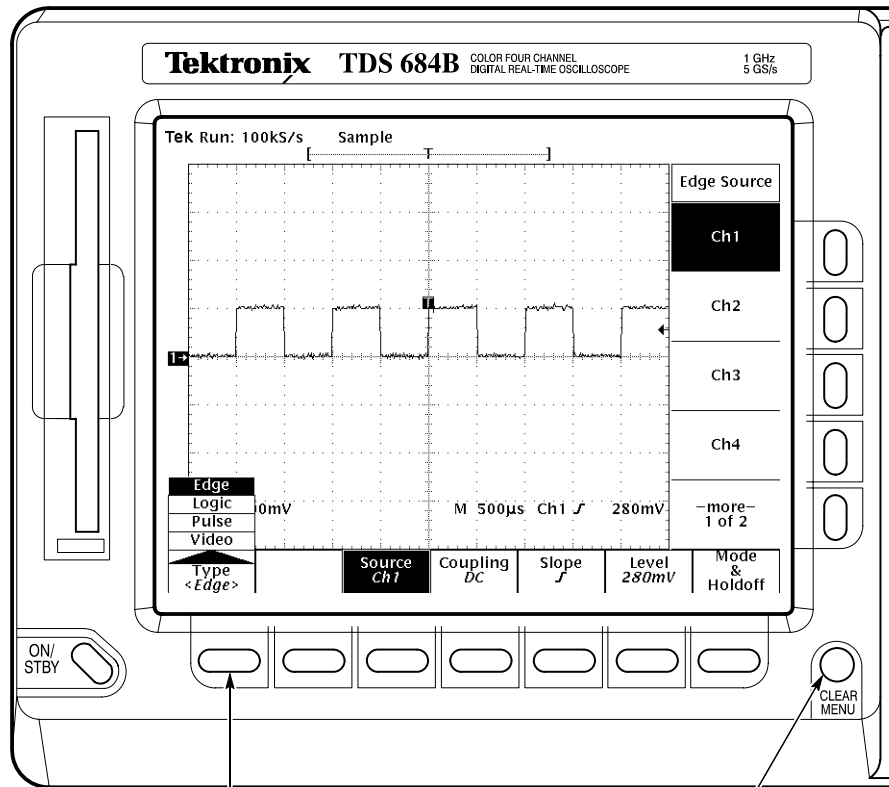 Tektronix TDS 684B COLOR FOUR CHANNEL
DIGITAL REAL-TIME OSCILLOSCOPE
1 GHz
5 GS/s
Tek Run: 100kS/s Sample
[ T ]
Edge Source
Ch1
Ch2
Ch3
Ch4
–more–
1 of 2
T
1→
Edge
Logic
Pulse
Video
Type
<Edge>
0mV M 500µs Ch1 280mV
Source
Ch1
Coupling
DC
Slope
Level
280mV
Mode
&
Holdoff
ON/
STBY
CLEAR
MENU